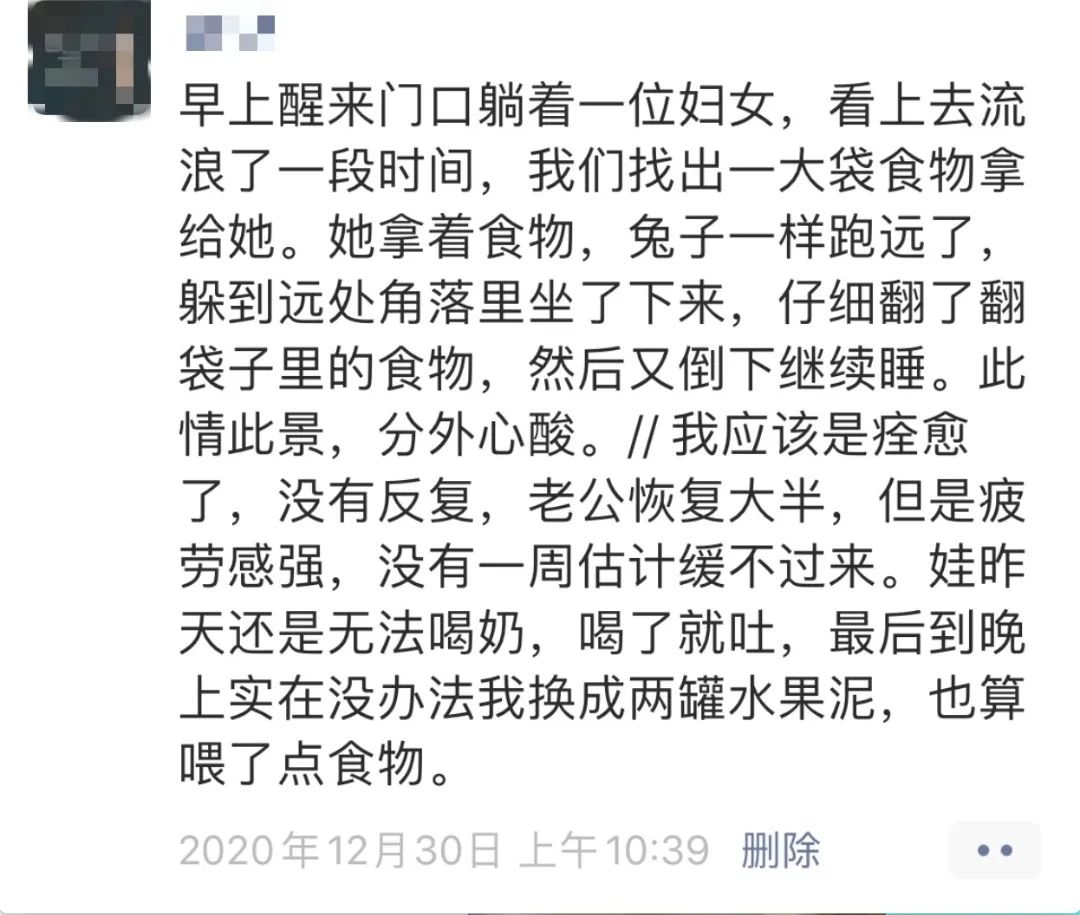 早上醒来门口躺着一位妇女，看上去流
浪了一段时间，我们找出一大袋食物拿
给她。她拿着食物，兔子一样跑远了，
躲到远处角落里坐了下来，仔细翻了翻
袋子里的食物，然后又倒下继续睡。此
情此景，分外心酸。// 我应该是痊愈
了，没有反复，老公恢复大半，但是疲
劳感强，没有一周估计缓不过来。娃昨
天还是无法喝奶，喝了就吐，最后到晚
上实在没办法我换成两罐水果泥，也算
喂了点食物。
2020年12月30日 上午10:39 删除